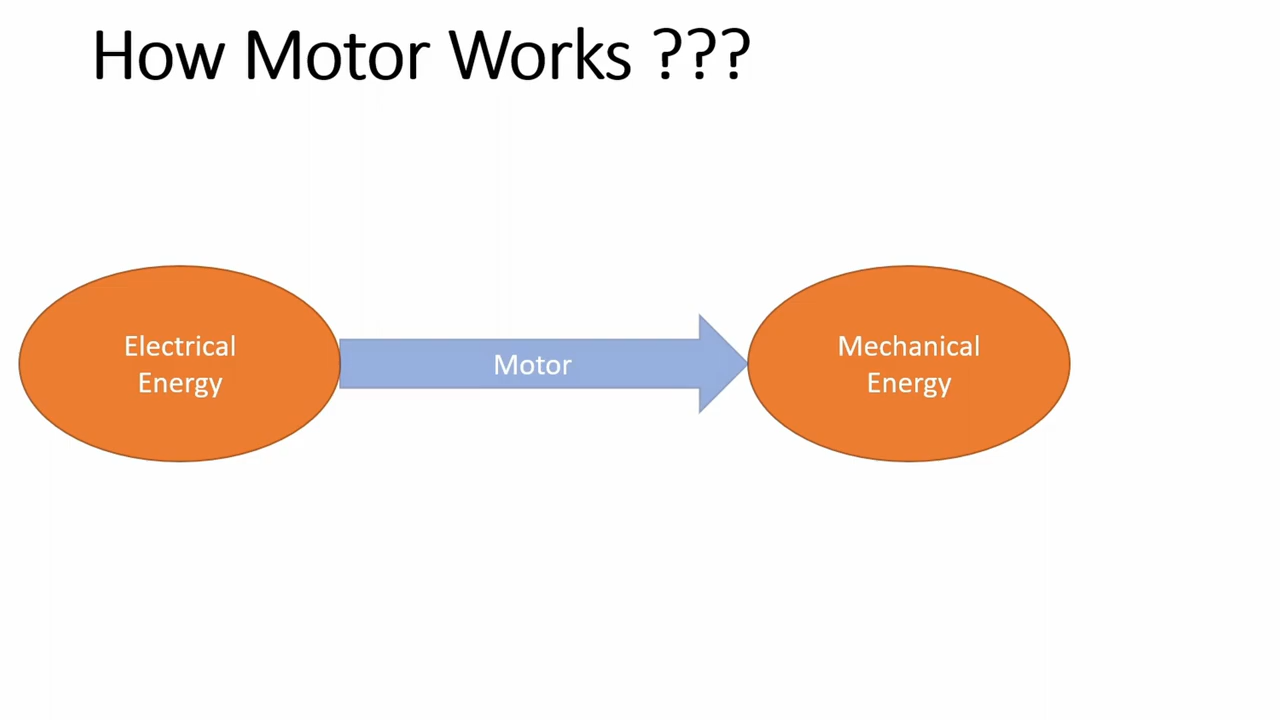 How Motor Works ???
Electrical
Energy
Motor
Mechanical
Energy